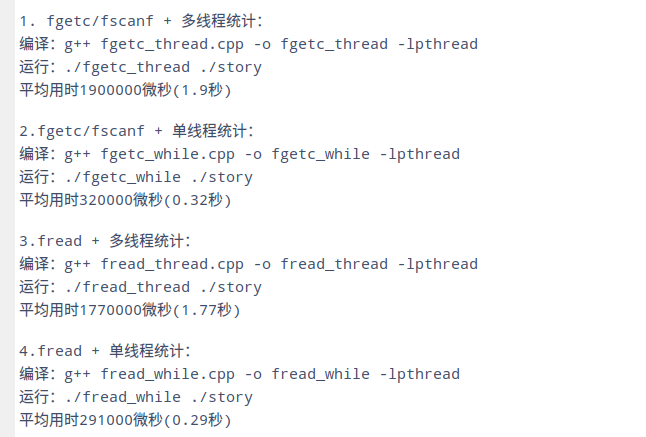 1. fgetc/fscanf + 多线程统计：
编译：g++ fgetc_thread.cpp -o fgetc_thread -lpthread
运行：./fgetc_thread ./story
平均用时1900000微秒(1.9秒)
2.fgetc/fscanf + 单线程统计：
编译：g++ fgetc_while.cpp -o fgetc_while -lpthread
运行：./fgetc_while ./story
平均用时320000微秒(0.32秒)
3.fread + 多线程统计：
编译：g++ fread_thread.cpp -o fread_thread -lpthread
运行：./fread_thread ./story
平均用时1770000微秒(1.77秒)
4.fread + 单线程统计：
编译：g++ fread_while.cpp -o fread_while -lpthread
运行：./fread_while ./story
平均用时291000微秒(0.29秒)